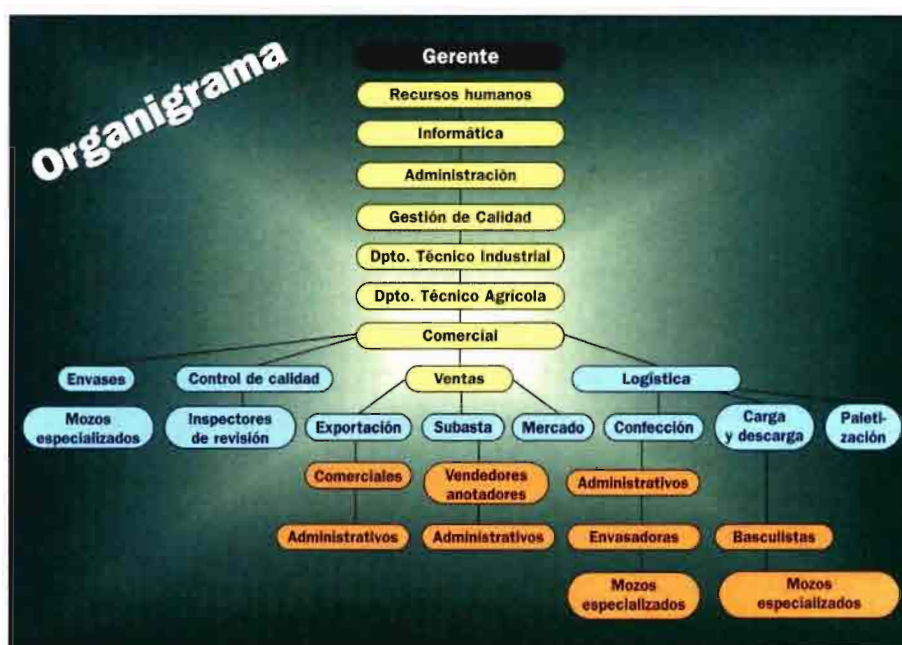 Organigrama
Gerente
Recursos humanos
Informática
Administración
Gestión de Calidad
Dpto. Técnico Industrial
Dpto. Técnico Agrícola
Comercial
Envases
Control de calidad
Ventas
Logística
Mozos
especializados
Inspectores
de revisión
Exportación
Subasta
Mercado
Confección
Carga
y descarga
Paleti-
zación
Comerciales
Vendedores
anotadores
Administrativos
Administrativos
Administrativos
Envasadoras
Basculistas
Mozos
especializados
Mozos
especializados